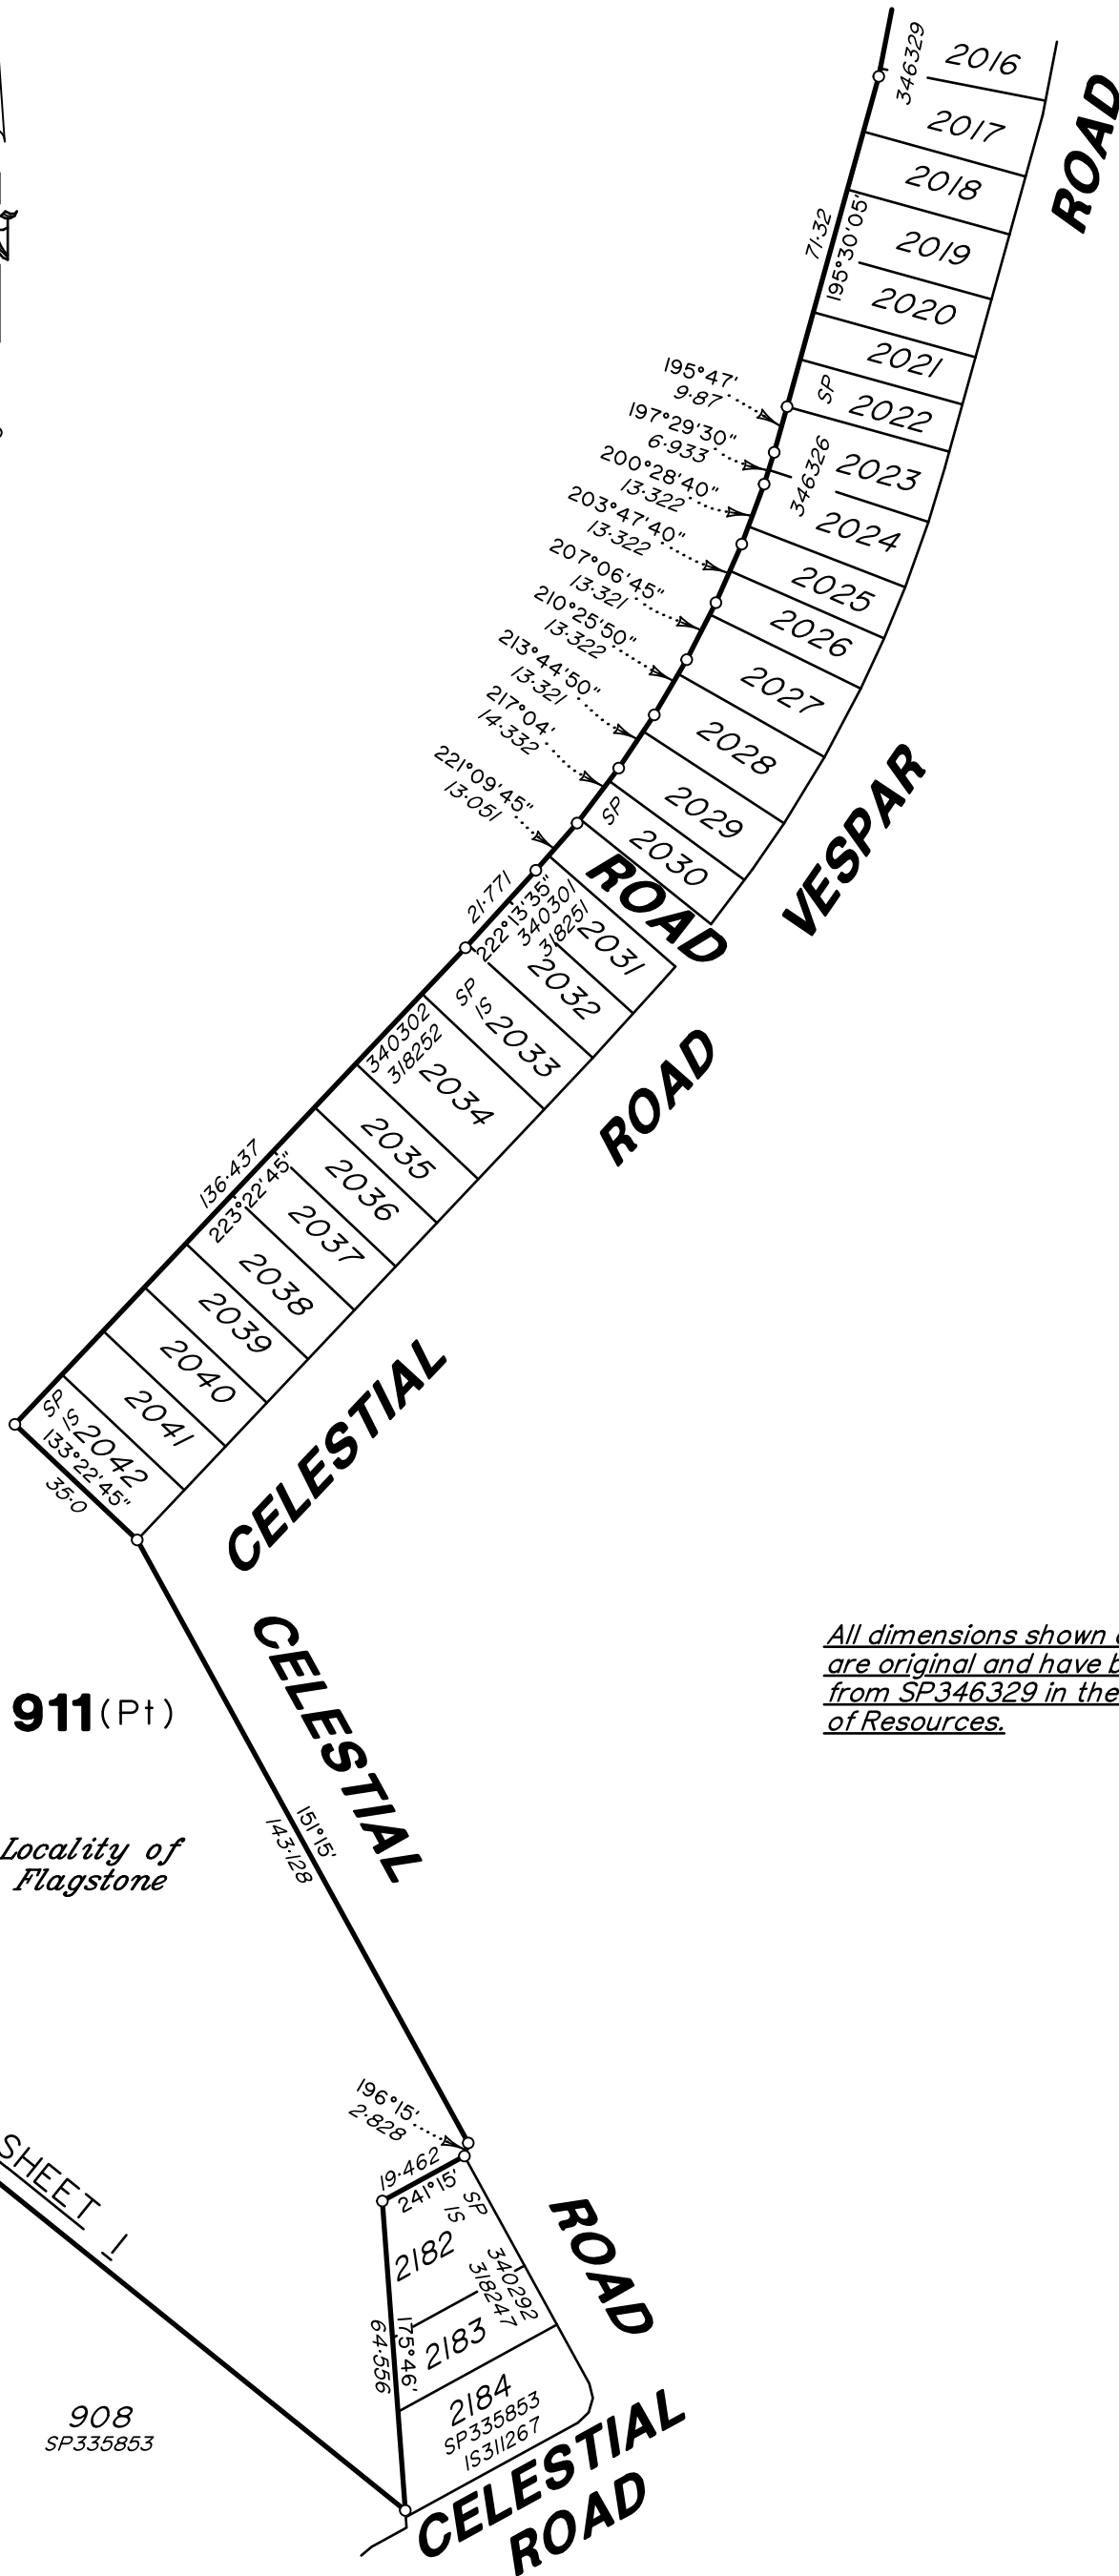 346329
2016
ROAD
2017
2018
71·32
195°30'05"
2019
2020
2021
195°47'
9·87
SP
2022
197°29'30"
6·933
346326
2023
200°28'40"
13·322
2024
203°47'40"
13·322
2025
207°06'45"
13·321
2026
210°25'50"
13·322
2027
213°44'50"
13·321
2028
217°04'
14·332
2029
VESPAR
221°09'45"
13·051
SP
2030
ROAD
21·771
222°13'35"
340301
318251
2031
2032
SP
IS
2033
ROAD
340302
318252
2034
2035
136·437
223°22'45"
2036
2037
2038
2039
2040
2041
CELESTIAL
SP
IS
2042
133°22'45"
35·0
CELESTIAL
All dimensions shown
are original and have
from SP346329 in the
of Resources.
911(Pt)
151°15'
143·128
Locality of
Flagstone
196°15'
2·828
19·462
241°15'
SP
IS
SHEET 1
2182
340292
318247
ROAD
175°46'
64·556
2183
2184
SP335853
IS311267
908
SP335853
CELESTIAL
ROAD